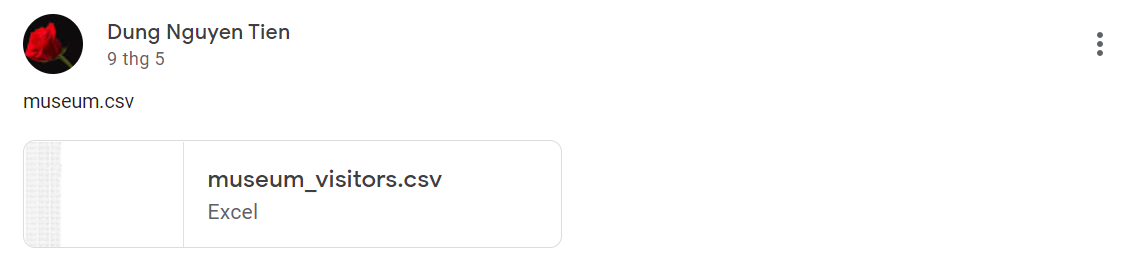 Dung Nguyen Tien
9 thg 5
museum.csv
museum_visitors.csv
Excel